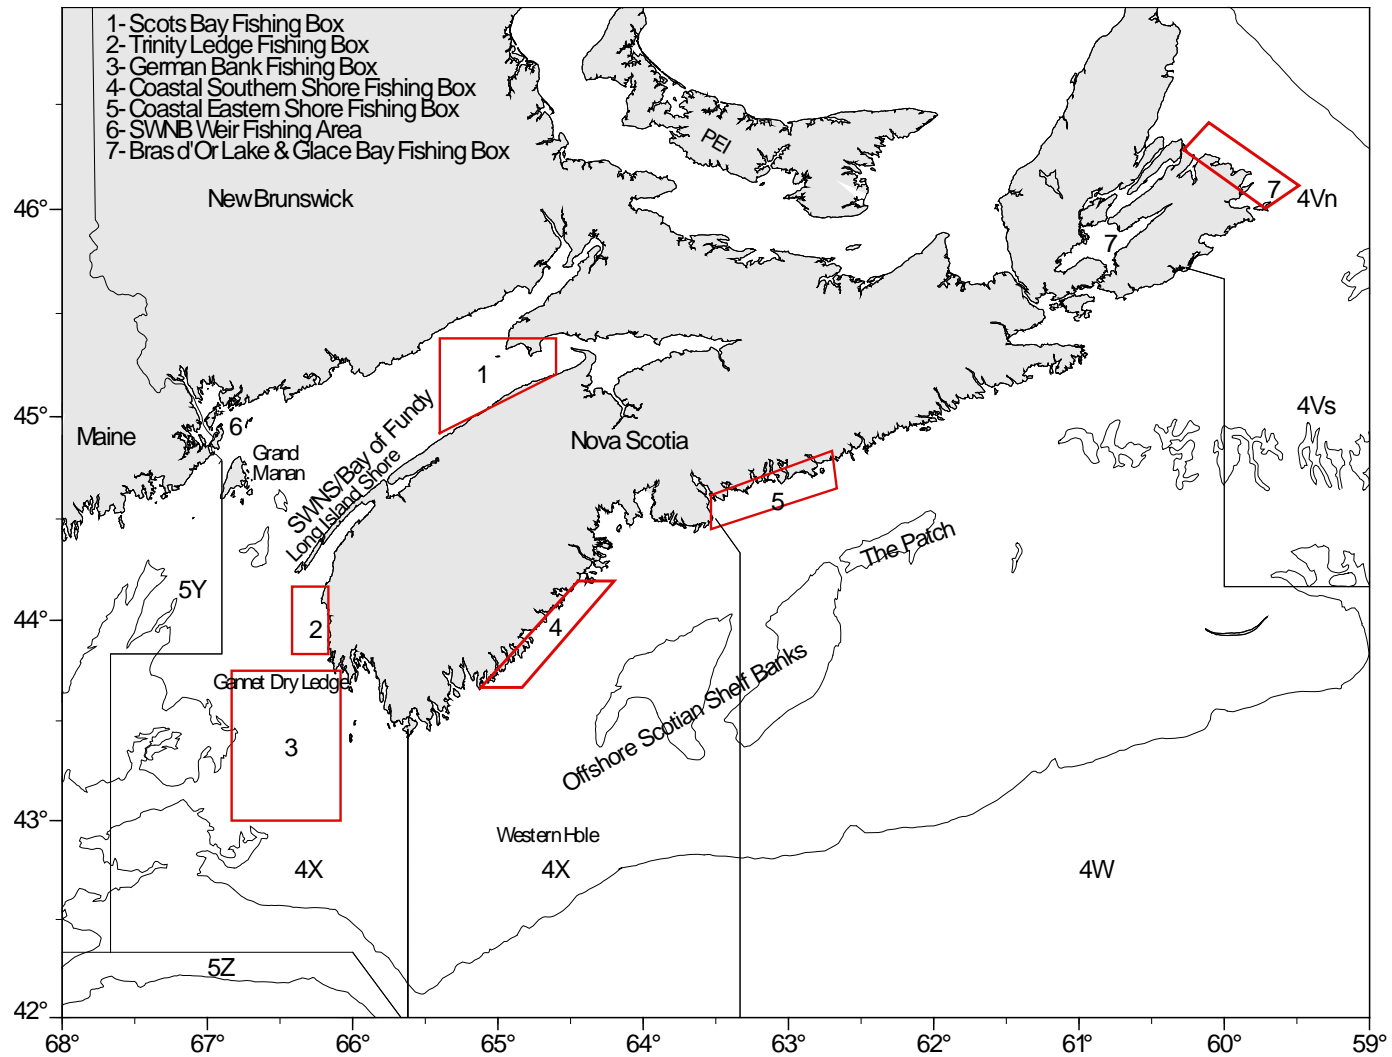 1- Scots Bay Fishing Box
2- Trinity Ledge Fishing Box
3- German Bank Fishing Box
4- Coastal Southern Shore Fishing Box
5- Coastal Eastern Shore Fishing Box
6- SWNB Weir Fishing Area
7- Bras d'Or Lake & Glace Bay Fishing Box
PEI
New Brunswick
46°
7
4Vn
7
1
45°
Maine
6
Grand
Manan
SWNS/Bay of Fundy
Long Island Shore
Nova Scotia
4Vs
5
The Patch
5Y
44°
2
4
Gannet Dry Ledge
3
Offshore Scotian Shelf Banks
43°
Western Hole
4X
4X
4W
5Z
42°
68°
67°
66°
65°
64°
63°
62°
61°
60°
59°